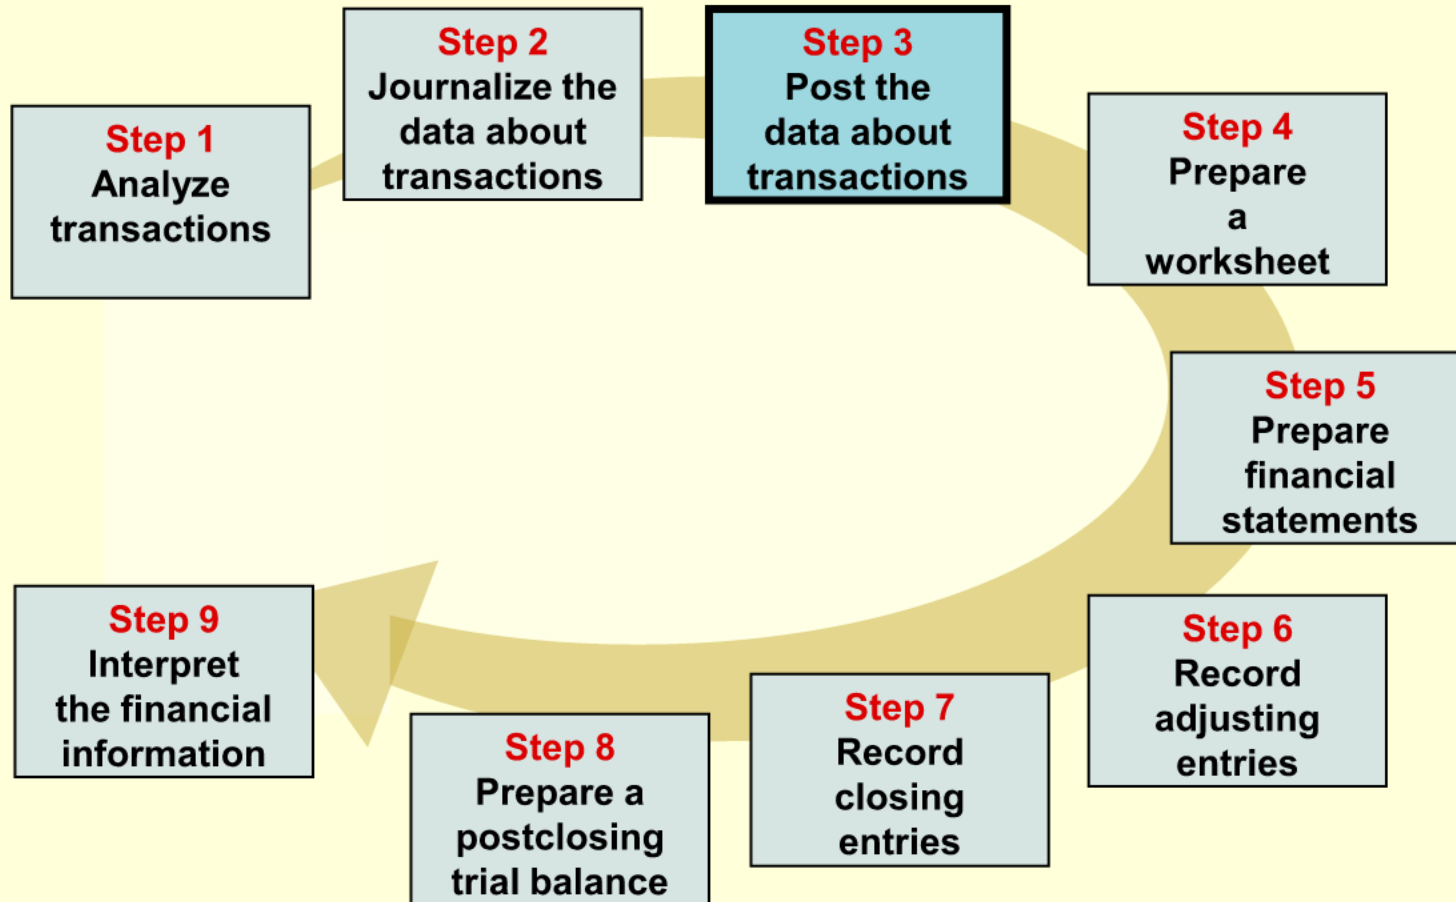 Step 1
Analyze
transactions
Step 2
Journalize the
data about
transactions
Step 3
Post the
data about
transactions
Step 4
Prepare
a
worksheet
Step 5
Prepare
financial
statements
Step 6
Record
adjusting
entries
Step 7
Record
closing
entries
Step 8
Prepare a
postclosing
trial balance
Step 9
Interpret
the financial
information